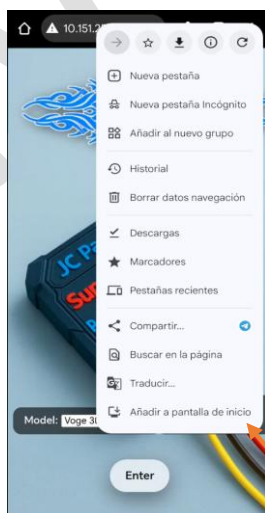 10.151.2
Nueva pestaña
Nueva pestaña Incógnito
Añadir al nuevo grupo
Historial
Borrar datos navegación
Descargas
Marcadores
Pestañas recientes
Compartir...
Buscar en la página
Traducir...
Añadir a pantalla de inicio
JC Pa
Model: Voge 30
Enter